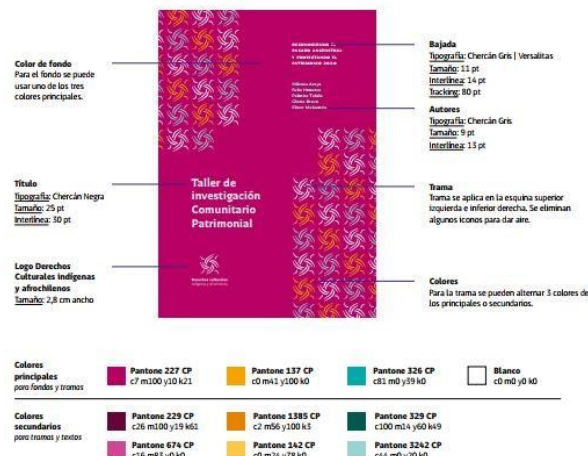 Color de fondo
Para el fondo se puede
usar uno de los tres
colores principales.
Título
Tipografía: Chercán Negra
Tamaño: 25 pt
Interlínea: 30 pt
Logo Derechos
Culturales indígenas
y afrochilenos
Tamaño: 2,8 cm ancho
Taller de
investigación
Comunitario
Patrimonial
Bajada
Tipografía: Chercán Gris | Versalitas
Tamaño: 11 pt
Interlínea: 14 pt
Tracking: 80 pt
Autores
Tipografía: Chercán Gris
Tamaño: 9 pt
Interlínea: 13 pt
Trama
Trama se aplica en la esquina superior
izquierda e inferior derecha. Se eliminan
algunos iconos para dar aire.
Colores
Para la trama se pueden alternar 3 colores de
los principales o secundarios.
Colores
principales
para fondos y tramas
Pantone 227 CP
c7 m100 y10 k21
Pantone 137 CP
c0 m41 y100 k0
Pantone 326 CP
c81 m0 y39 k0
Blanco
c0 m0 y0 k0
Colores
secundarios
para tramas y textos
Pantone 229 CP
c26 m100 y19 k61
Pantone 1385 CP
c2 m56 y100 k3
Pantone 329 CP
c100 m14 y60 k49
Pantone 674 CP
Pantone 142 CP
Pantone 3242 CP